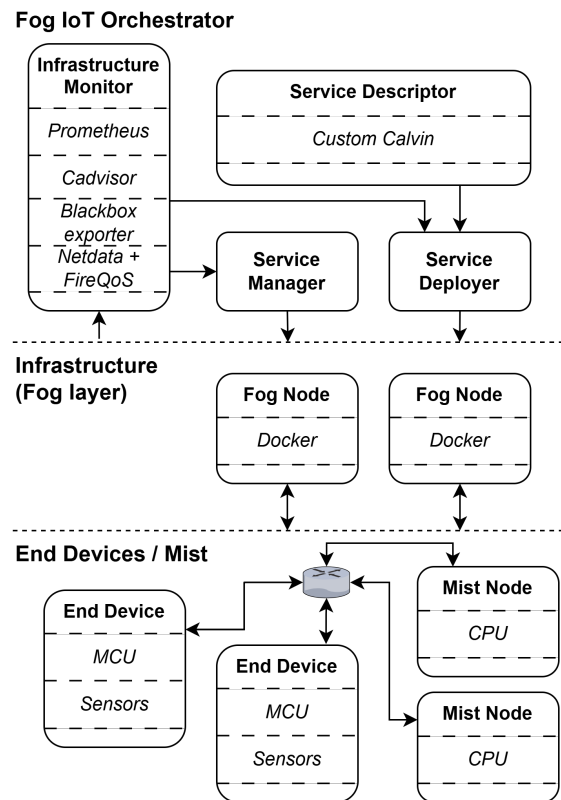 Fog IoT Orchestrator
Infrastructure
Monitor
Prometheus
Cadvisor
Blackbox
exporter
Netdata +
FireQoS
Service Descriptor
Custom Calvin
Service
Manager
Service
Deployer
Infrastructure
(Fog layer)
Fog Node
Docker
Fog Node
Docker
End Devices / Mist
End Device
MCU
Sensors
End Device
MCU
Sensors
Mist Node
CPU
Mist Node
CPU